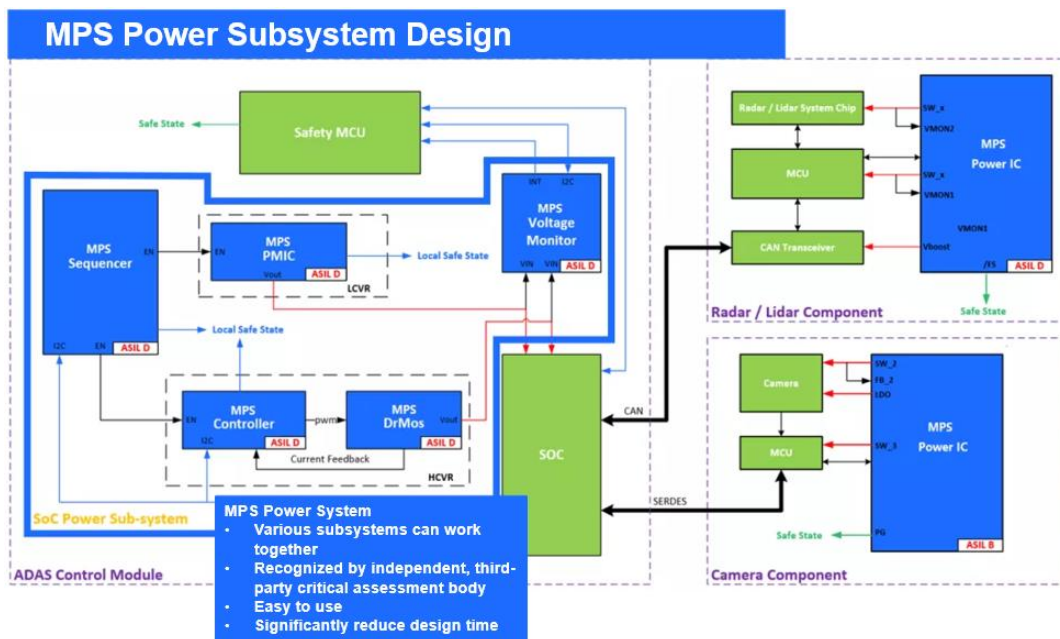 MPS Power Subsystem Design
Safe State
Safety MCU
INT
I2C
MPS
Voltage
Monitor
VIN
VIN
ASIL D
MPS
Sequencer
EN
I2C
EN
ASIL D
EN
MPS
PMIC
Vout
ASIL D
LCVR
Local Safe State
Local Safe State
EN
MPS
Controller
I2C
ASIL D
pwm
MPS
DrMos
Vout
ASIL D
Current Feedback
HCVR
SoC Power Sub-system
ADAS Control Module
SOC
CAN
SERDES
MPS Power System
• Various subsystems can work
together
• Recognized by independent, third-
party critical assessment body
• Easy to use
• Significantly reduce design time
Radar / Lidar System Chip
MCU
CAN Transceiver
SW_x
VMON2
MPS
Power IC
SW_x
VMON1
VMON1
Vboost
/FS
ASIL D
Safe State
Radar / Lidar Component
Camera
MCU
SW_2
FB_2
LDO
MPS
Power IC
SW_3
PG
Safe State
ASIL B
Camera Component